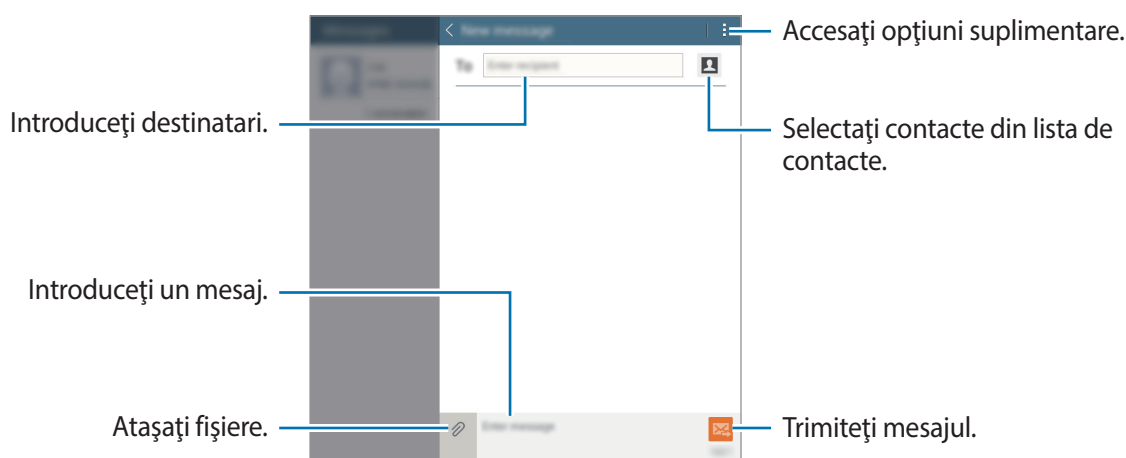 Messages
New message
Accesaţi opţiuni suplimentare.
To
Enter recipient
Introduceţi destinatari.
Selectaţi contacte din lista de
contacte.
Introduceţi un mesaj.
Ataşaţi fişiere.
Enter message
Trimiteţi mesajul.